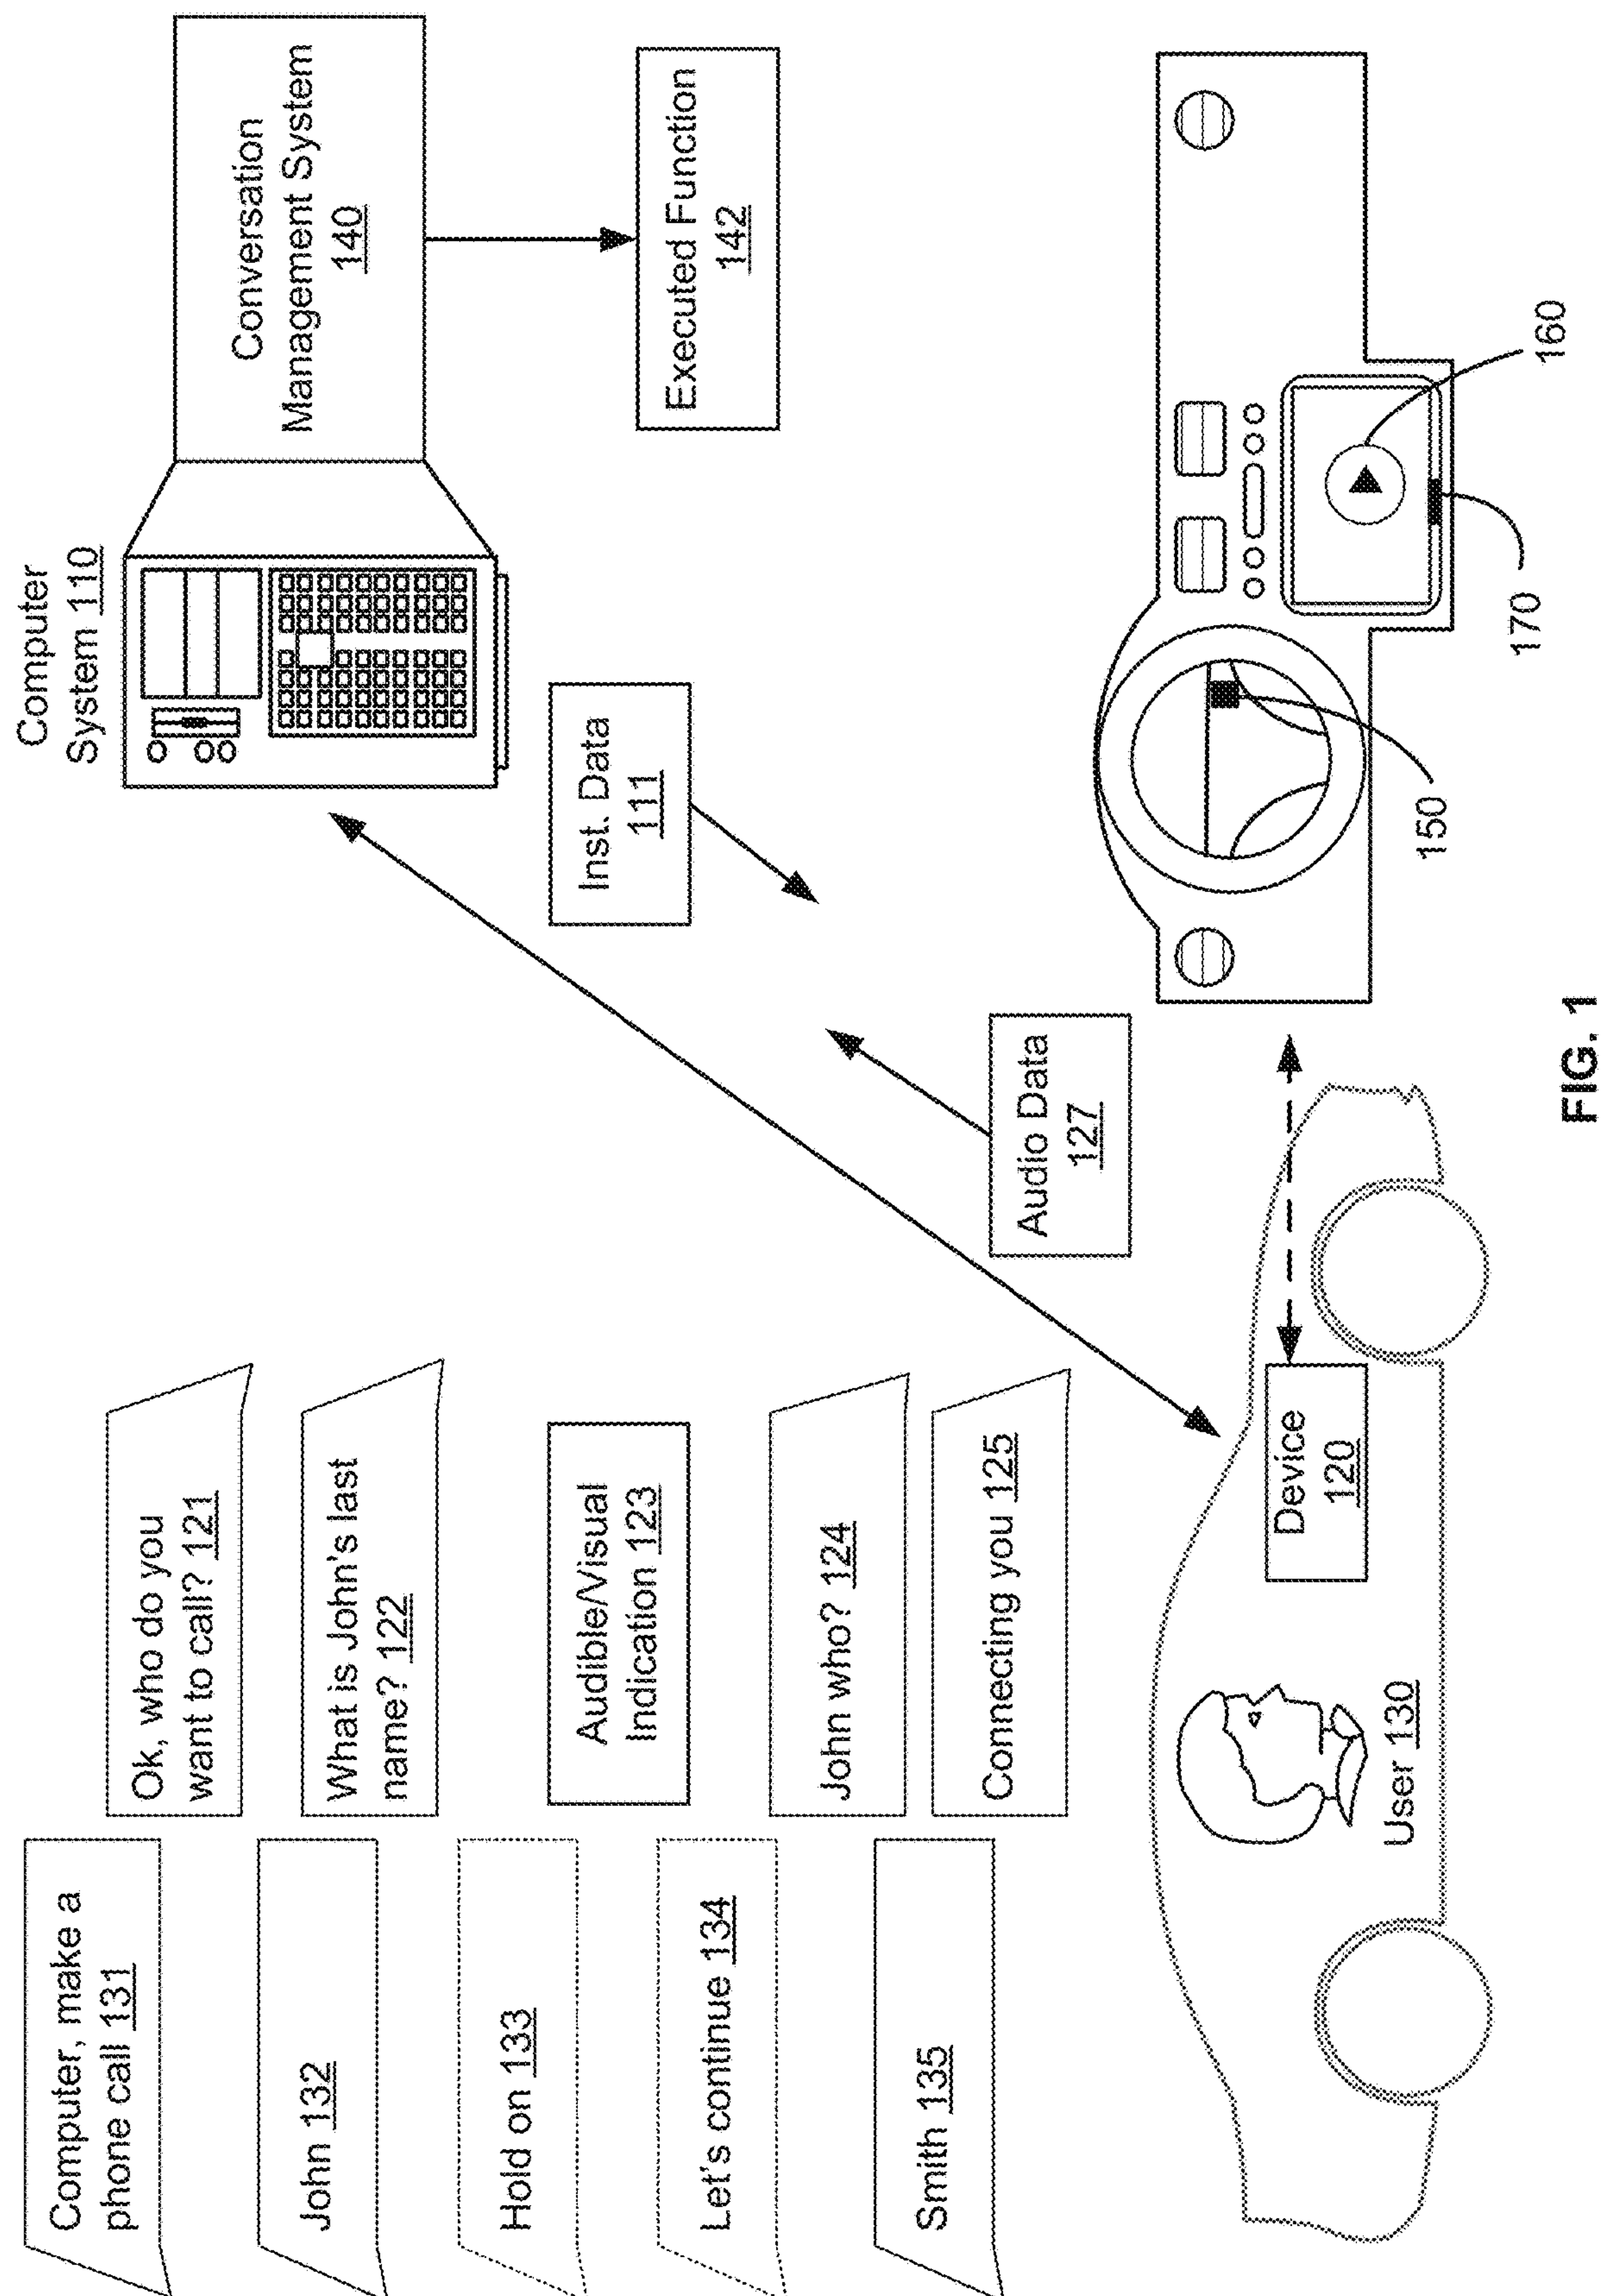 Computer, make a
phone call 131
Ok, who do you
want to call? 121
John 132
What is John's last
name? 122
Hold on 133
Audible/Visual
Indication 123
Let's continue 134
John who? 124
Smith 135
Connecting you 125
Computer
System 110
Conversation
Management System
140
Executed Function
142
Inst. Data
111
Audio Data
127
Device
120
User 130
150
170
160
FIG. 1